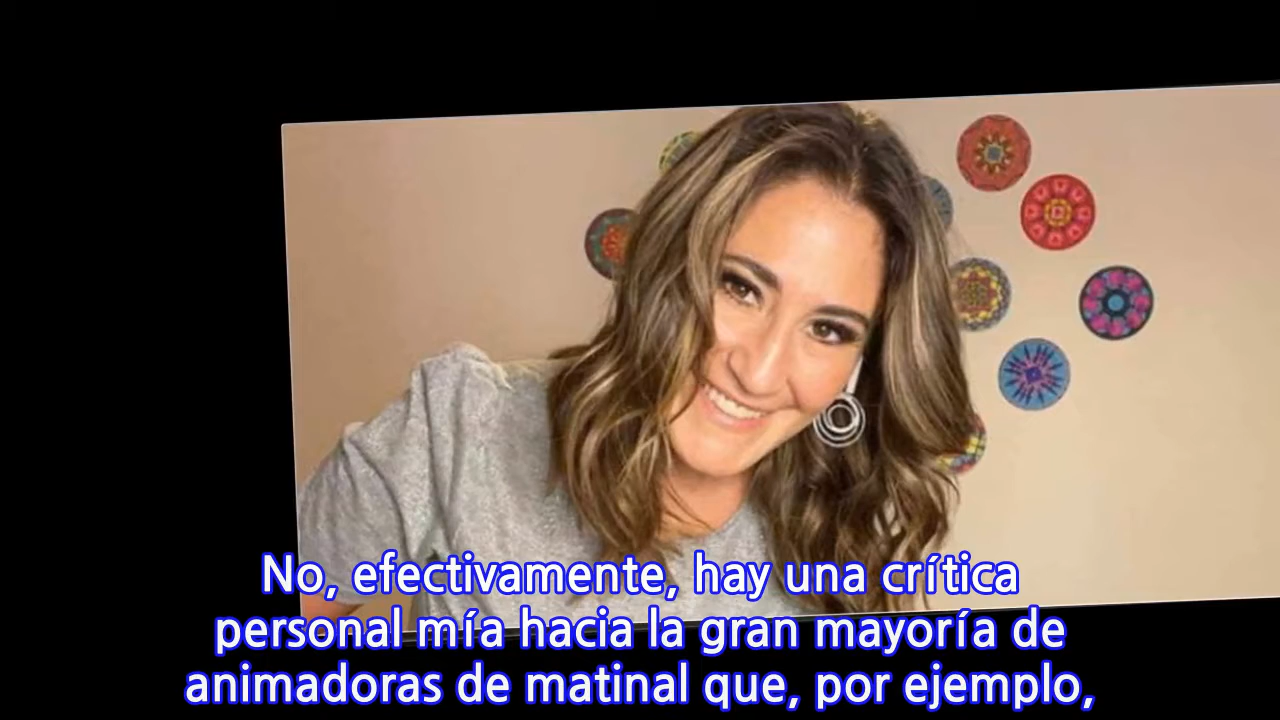 No, efectivamente, hay una crítica
personal mía hacia la gran mayoría de
animadoras de matinal que, por ejemplo,